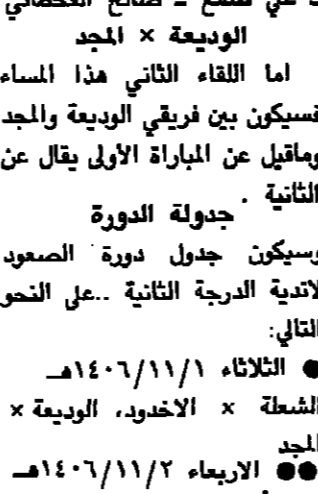 الوديعة × المجد
اما اللقاء الثاني هذا المساء
فسيكون بين فريقي الوديعة والمجد
وماقيل عن المباراة الأولى يقال عن
الثانية .
جدولة الدورة
وسيكون جدول دورة الصعود
لاندية الدرجة الثانية ..على النحو
التالي:
● الثلاثاء ١٤٠٦/١١/١هـ
الشعلة × الاخدود، الوديعة ×
المجد
●● الاربعاء ١٤٠٦/١١/٢هـ